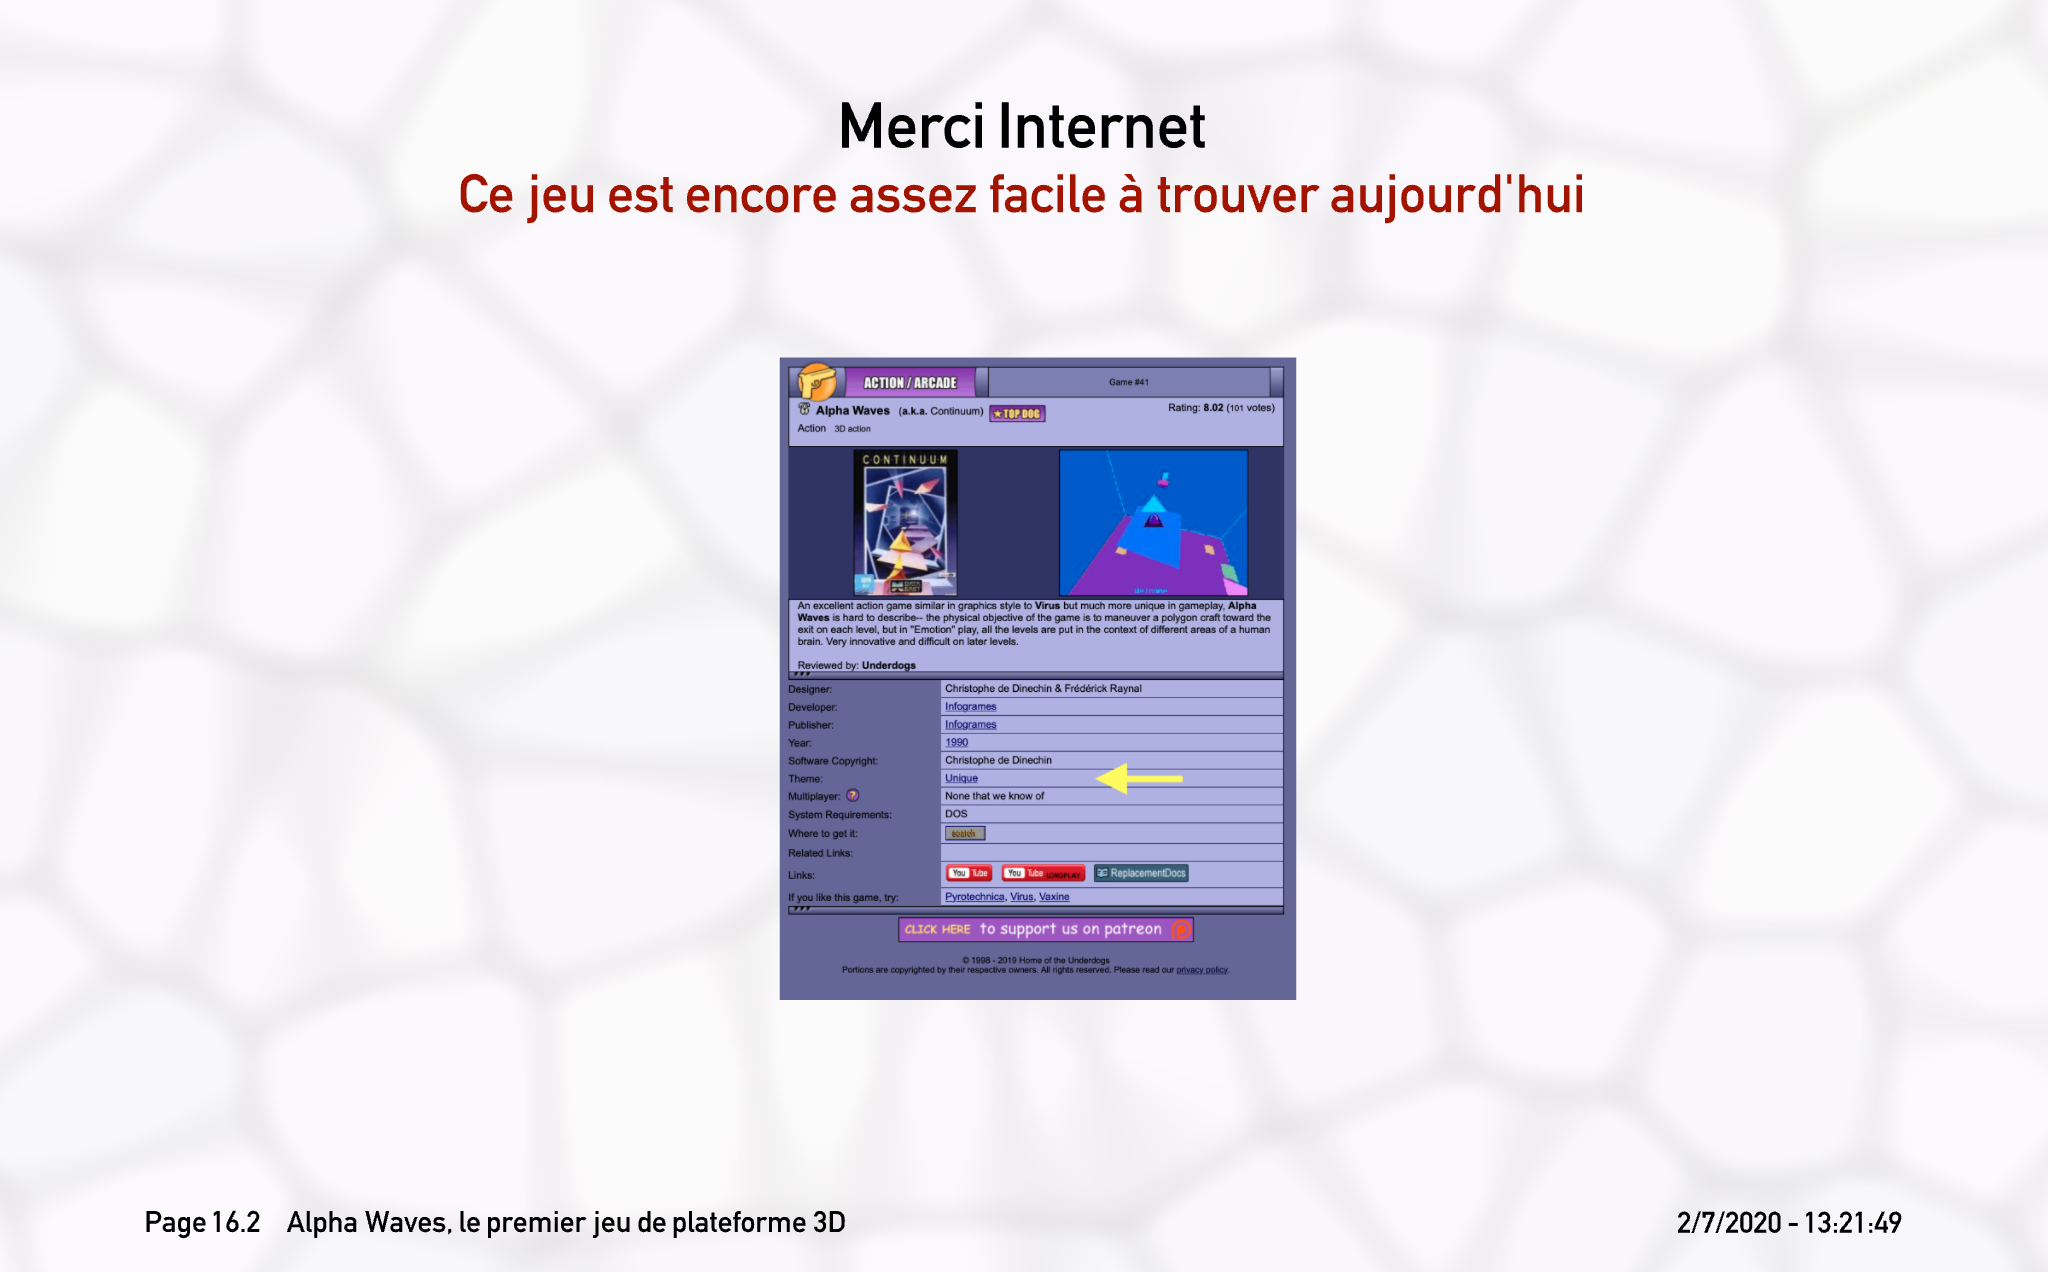 Merci Internet
Ce jeu est encore assez facile à trouver aujourd'hui
ACTION / ARCADE
Game #41
Alpha Waves (a.k.a. Continuum) ★ TOP DOG
Rating: 8.02 (101 votes)
Action 3D action
CONTINUUM
Welcome
An excellent action game similar in graphics style to Virus but much more unique in gameplay, Alpha
Waves is hard to describe-- the physical objective of the game is to maneuver a polygon craft toward the
exit on each level, but in "Emotion" play, all the levels are put in the context of different areas of a human
brain. Very innovative and difficult on later levels.
Reviewed by: Underdogs
Designer: Christophe de Dinechin & Frédérick Raynal
Developer: Infogrames
Publisher: Infogrames
Year: 1990
Software Copyright: Christophe de Dinechin
Theme: Unique
Multiplayer: ? None that we know of
System Requirements: DOS
Where to get it: search
Related Links:
Links: You Tube You Tube LONGPLAY ReplacementDocs
If you like this game, try: Pyrotechnica, Virus, Vaxine
CLICK HERE to support us on patreon
© 1998 - 2019 Home of the Underdogs
Portions are copyrighted by their respective owners. All rights reserved. Please read our privacy policy.
Page 16.2 Alpha Waves, le premier jeu de plateforme 3D
2/7/2020 - 13:21:49